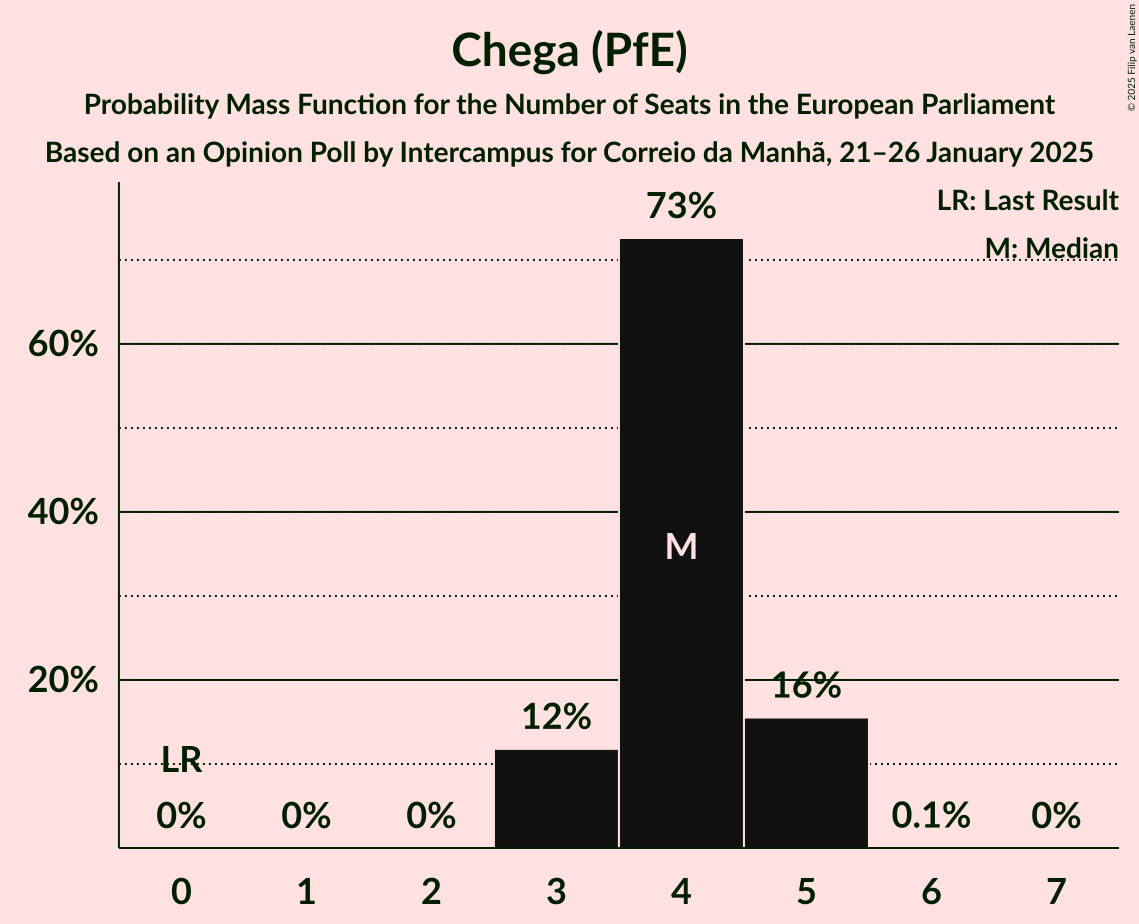 Chega (PfE)
Probability Mass Function for the Number of Seats in the European Parliament
Based on an Opinion Poll by Intercampus for Correio da Manhã, 21–26 January 2025
© 2025 Filip van Laenen
LR: Last Result
M: Median
73%
60%
40%
M
20%
16%
12%
LR
0%
0%
0%
0.1%
0%
0
1
2
3
4
5
6
7